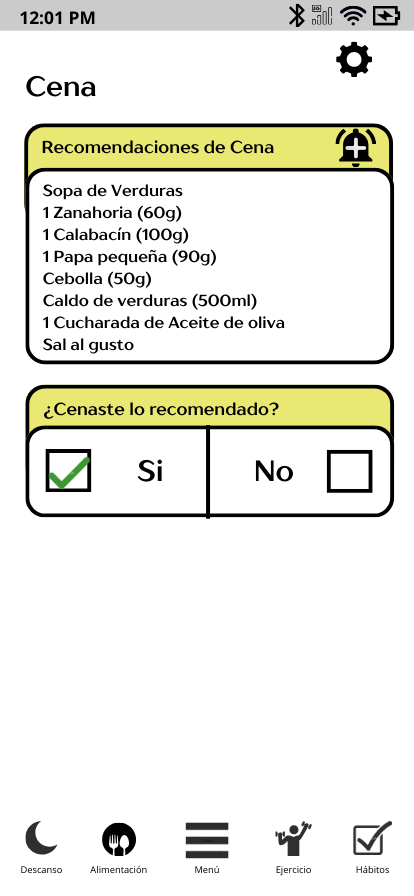 12:01 PM
Cena
Recomendaciones de Cena
Sopa de Verduras
1 Zanahoria (60g)
1 Calabacín (100g)
1 Papa pequeña (90g)
Cebolla (50g)
Caldo de verduras (500ml)
1 Cucharada de Aceite de oliva
Sal al gusto
¿Cenaste lo recomendado?
Si No
Descanso Alimentación Menú Ejercicio Hábitos